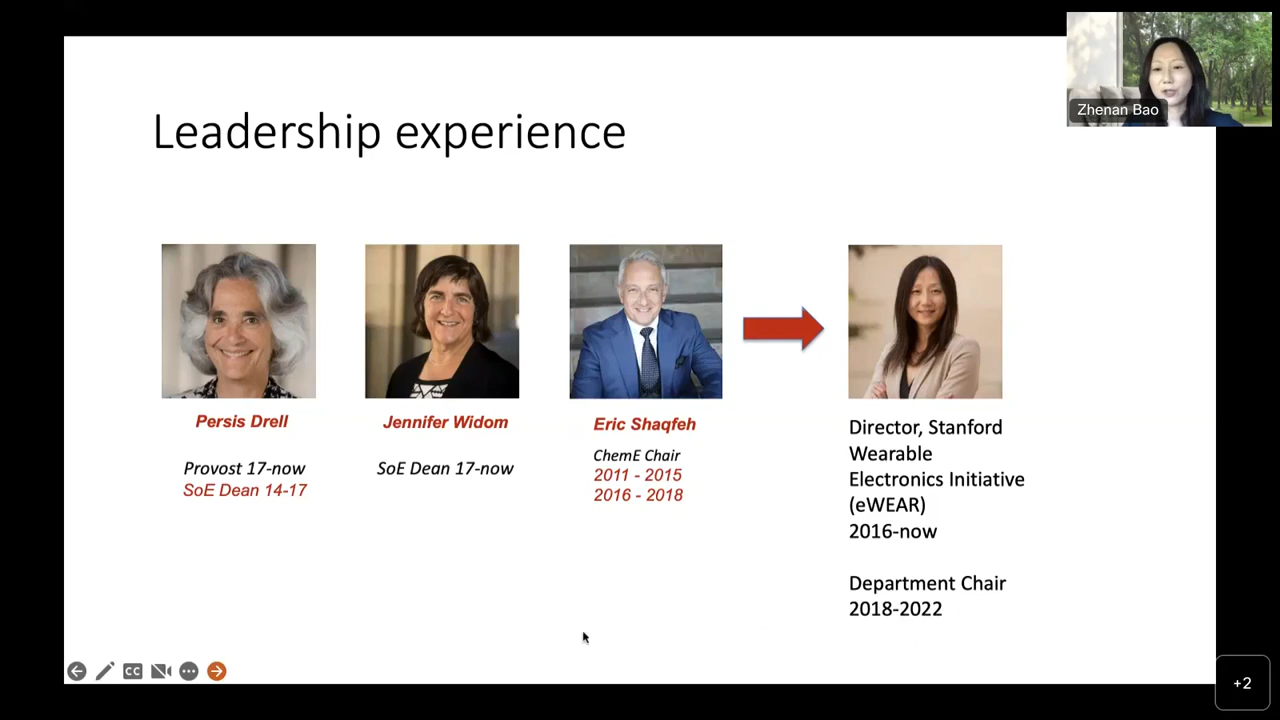 Zhenan Bao
Leadership experience
Persis Drell
Provost 17-now
SoE Dean 14-17
Jennifer Widom
SoE Dean 17-now
Eric Shaqfeh
ChemE Chair
2011 - 2015
2016 - 2018
Director, Stanford
Wearable
Electronics Initiative
(eWEAR)
2016-now
Department Chair
2018-2022
CC
+2